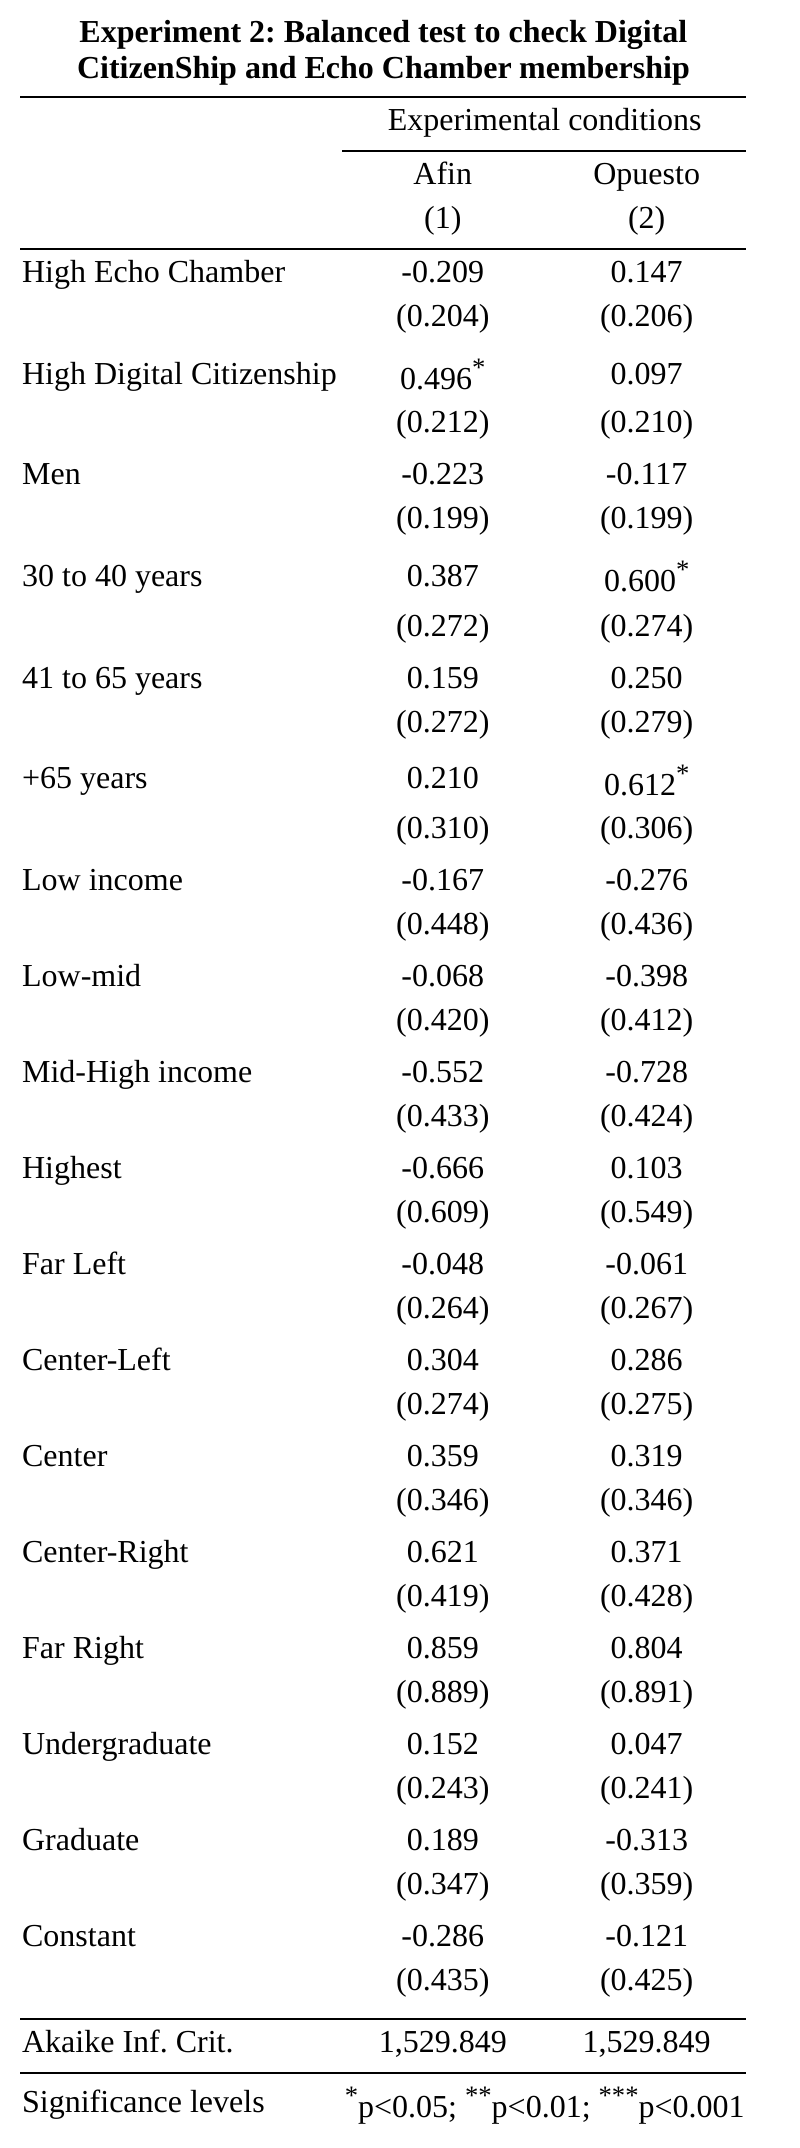 Experiment 2: Balanced test to check Digital
CitizenShip and Echo Chamber membership
Experimental conditions
Afin Opuesto
(1) (2)
High Echo Chamber -0.209 0.147
(0.204) (0.206)
High Digital Citizenship 0.496* 0.097
(0.212) (0.210)
Men -0.223 -0.117
(0.199) (0.199)
30 to 40 years 0.387 0.600*
(0.272) (0.274)
41 to 65 years 0.159 0.250
(0.272) (0.279)
+65 years 0.210 0.612*
(0.310) (0.306)
Low income -0.167 -0.276
(0.448) (0.436)
Low-mid -0.068 -0.398
(0.420) (0.412)
Mid-High income -0.552 -0.728
(0.433) (0.424)
Highest -0.666 0.103
(0.609) (0.549)
Far Left -0.048 -0.061
(0.264) (0.267)
Center-Left 0.304 0.286
(0.274) (0.275)
Center 0.359 0.319
(0.346) (0.346)
Center-Right 0.621 0.371
(0.419) (0.428)
Far Right 0.859 0.804
(0.889) (0.891)
Undergraduate 0.152 0.047
(0.243) (0.241)
Graduate 0.189 -0.313
(0.347) (0.359)
Constant -0.286 -0.121
(0.435) (0.425)
Akaike Inf. Crit. 1,529.849 1,529.849
Significance levels *p<0.05; **p<0.01; ***p<0.001